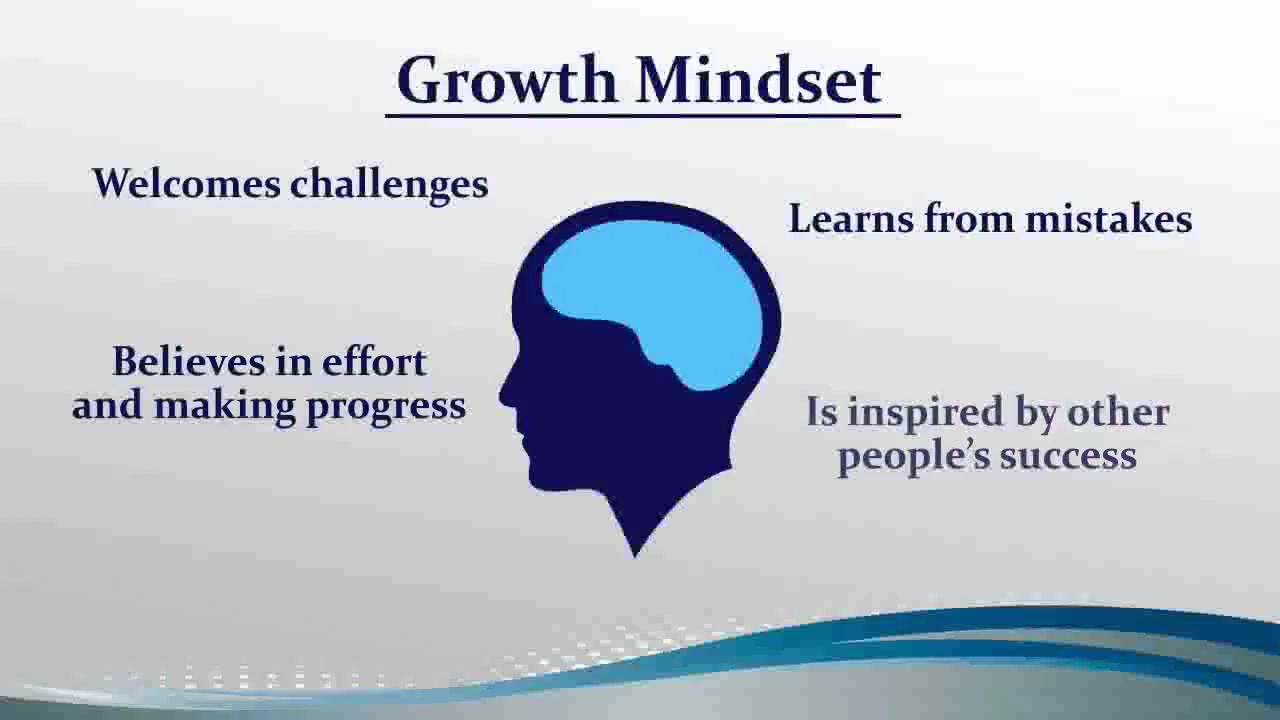 Growth Mindset
Welcomes challenges
Learns from mistakes
Believes in effort
and making progress
Is inspired by other
people's success